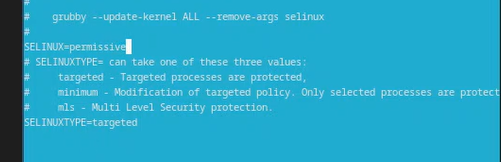 #
#    grubby --update-kernel ALL --remove-args selinux
#
SELINUX=permissive
# SELINUXTYPE= can take one of these three values:
#     targeted - Targeted processes are protected,
#     minimum - Modification of targeted policy. Only selected processes are protect
#     mls - Multi Level Security protection.
SELINUXTYPE=targeted